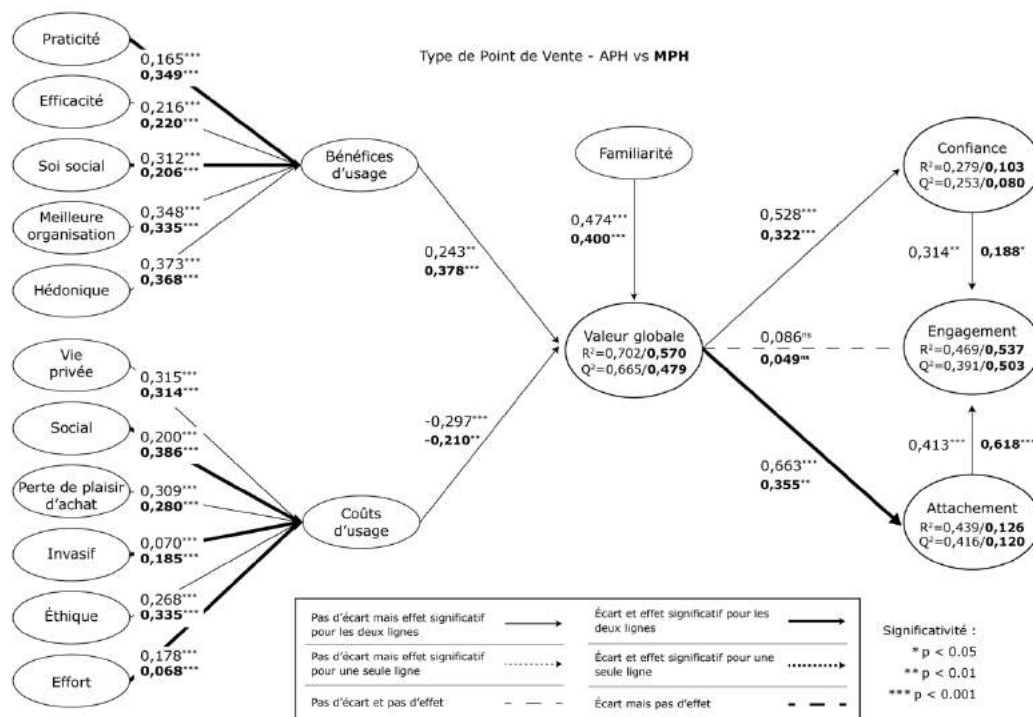 Type de Point de Vente - APH vs MPH
Praticité
0,165***
0,349***
Efficacité
0,216***
0,220***
Soi social
0,312***
0,206***
Meilleure
organisation
0,348***
0,335***
Hédonique
0,373***
0,368***
Bénéfices
d'usage
0,243**
0,378***
Vie
privée
0,315***
0,314***
Social
0,200***
0,386***
Perte de plaisir
d'achat
0,309***
0,280***
Invasif
0,070***
0,185***
Éthique
0,268***
0,335***
Effort
0,178***
0,068***
Coûts
d'usage
-0,297***
-0,210**
Familiarité
0,474***
0,400***
Valeur globale
R²=0,702/0,570
Q²=0,665/0,479
0,528***
0,322***
0,086ns
0,049ns
0,663***
0,355**
Confiance
R²=0,279/0,103
Q²=0,253/0,080
0,314** 0,188*
Engagement
R²=0,469/0,537
Q²=0,391/0,503
0,413*** 0,618***
Attachement
R²=0,439/0,126
Q²=0,416/0,120
Pas d'écart mais effet significatif
pour les deux lignes
Écart et effet significatif pour les
deux lignes
Pas d'écart mais effet significatif
pour une seule ligne
Écart et effet significatif pour une
seule ligne
Pas d'écart et pas d'effet
Écart mais pas d'effet
Significativité :
* p < 0.05
** p < 0.01
*** p < 0.001